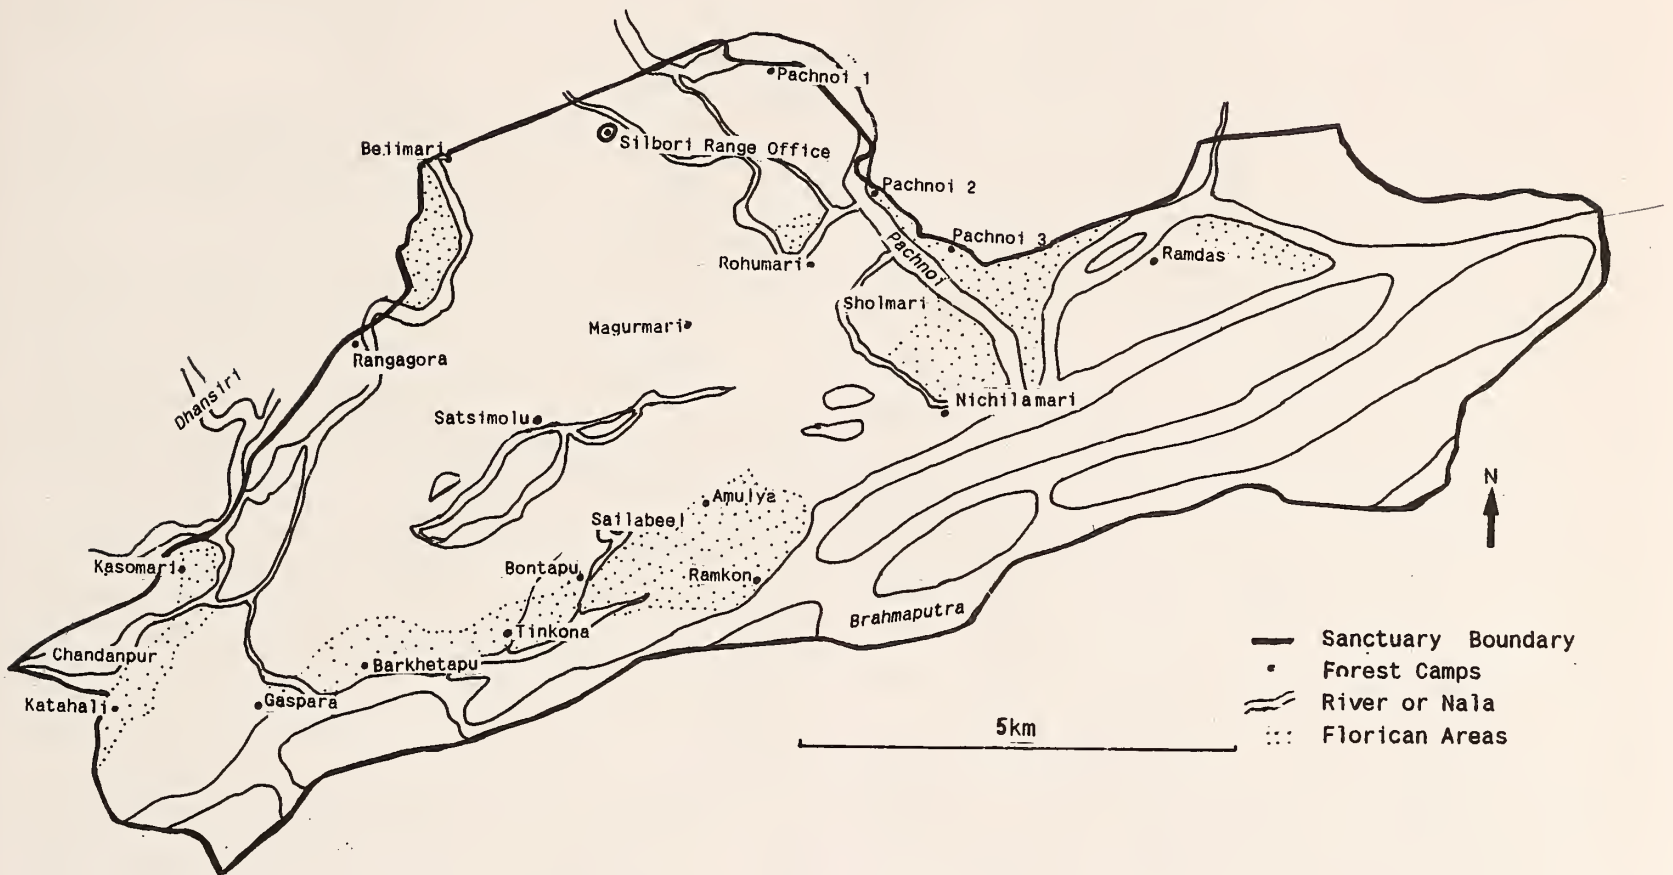 Pachnoi 1
Silbori Range Office
Bejimari
Pachnoi 2
Pachnoi 3
Pachnoi
Ramdas
Rohumari
Sholmari
Magurmari
Rangagora
Dhansiri
Nichilamari
Satsimolu
N
Amulya
Sailabeel
Kasomari
Bontapu
Ramkon
Brahmaputra
Tinkona
Chandanpur
Barkhetapu
Katahali
Gaspara
5km
Sanctuary Boundary
Forest Camps
River or Nala
Florican Areas